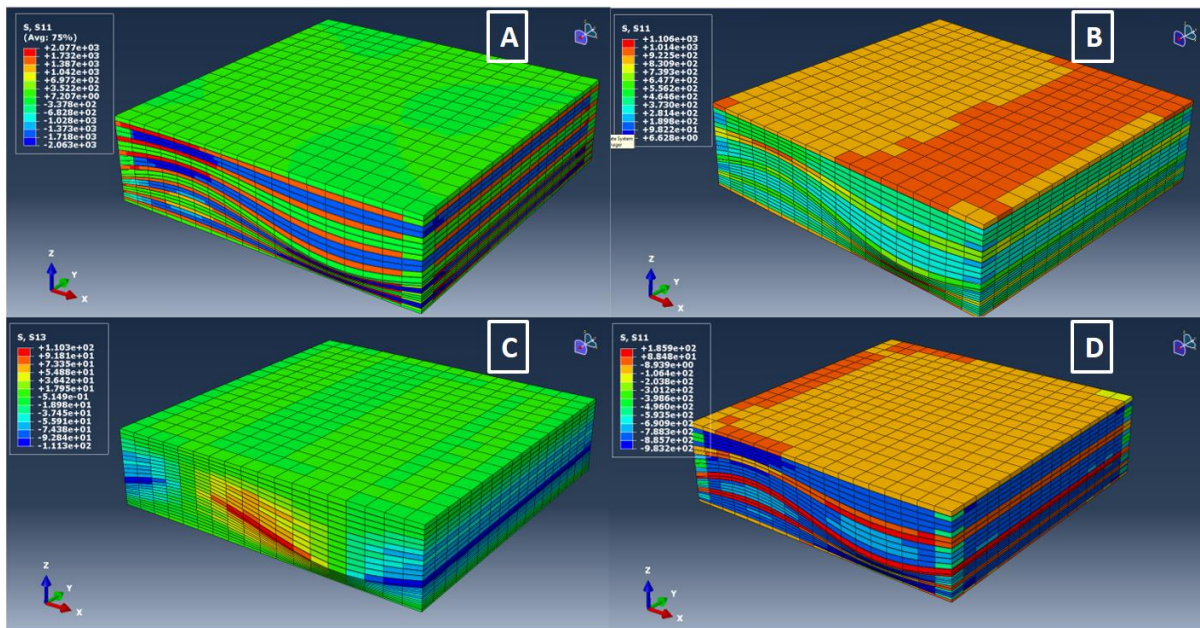 S, S11
(Avg: 75%)
+2.077e+03
+1.732e+03
+1.387e+03
+1.042e+03
+6.972e+02
+3.522e+02
+7.207e+00
-3.378e+02
-6.828e+02
-1.028e+03
-1.373e+03
-1.718e+03
-2.063e+03
A
Z
Y
X
S, S11
+1.106e+03
+1.014e+03
+9.225e+02
+8.309e+02
+7.393e+02
+6.477e+02
+5.562e+02
+4.646e+02
+3.730e+02
+2.814e+02
+1.898e+02
+9.822e+01
+6.628e+00
B
Z
Y
X
S, S13
+1.103e+02
+9.181e+01
+7.335e+01
+5.488e+01
+3.642e+01
+1.795e+01
-5.149e-01
-1.898e+01
-3.745e+01
-5.591e+01
-7.438e+01
-9.284e+01
-1.113e+02
C
Z
Y
X
S, S11
+1.859e+02
+8.848e+01
-8.939e+00
-1.064e+02
-2.038e+02
-3.012e+02
-3.986e+02
-4.960e+02
-5.935e+02
-6.909e+02
-7.883e+02
-8.857e+02
-9.832e+02
D
Z
Y
X